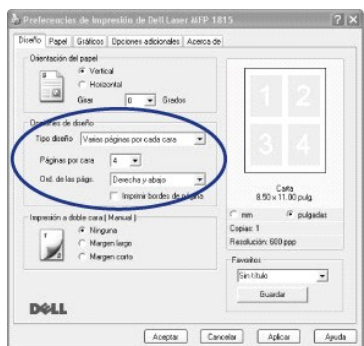 Preferencias de impresión de Dell Laser MFP 1815
Diseño Papel Gráficos Opciones adicionales Acerca de
Orientación del papel
Vertical
Horizontal
Girar 0 Grados
Opciones de diseño
Tipo diseño Varias páginas por cada cara
Páginas por cara 4
Ord. de las págs. Derecha y abajo
Imprimir bordes de página
Impresión a doble cara ( Manual )
Ninguna
Margen largo
Margen corto
1 2
3 4
Carta
8.50 x 11.00 pulg.
mm pulgadas
Copias: 1
Resolución: 600 ppp
Favoritos
Sin título
Guardar
DELL
Aceptar Cancelar Aplicar Ayuda